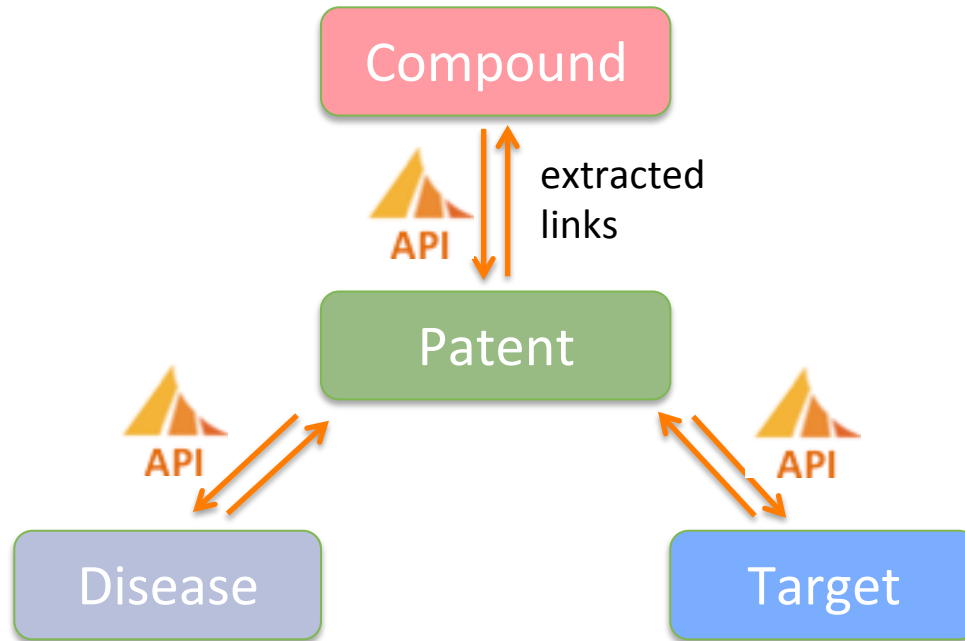 Compound
API
extracted
links
Patent
API
API
Disease
Target